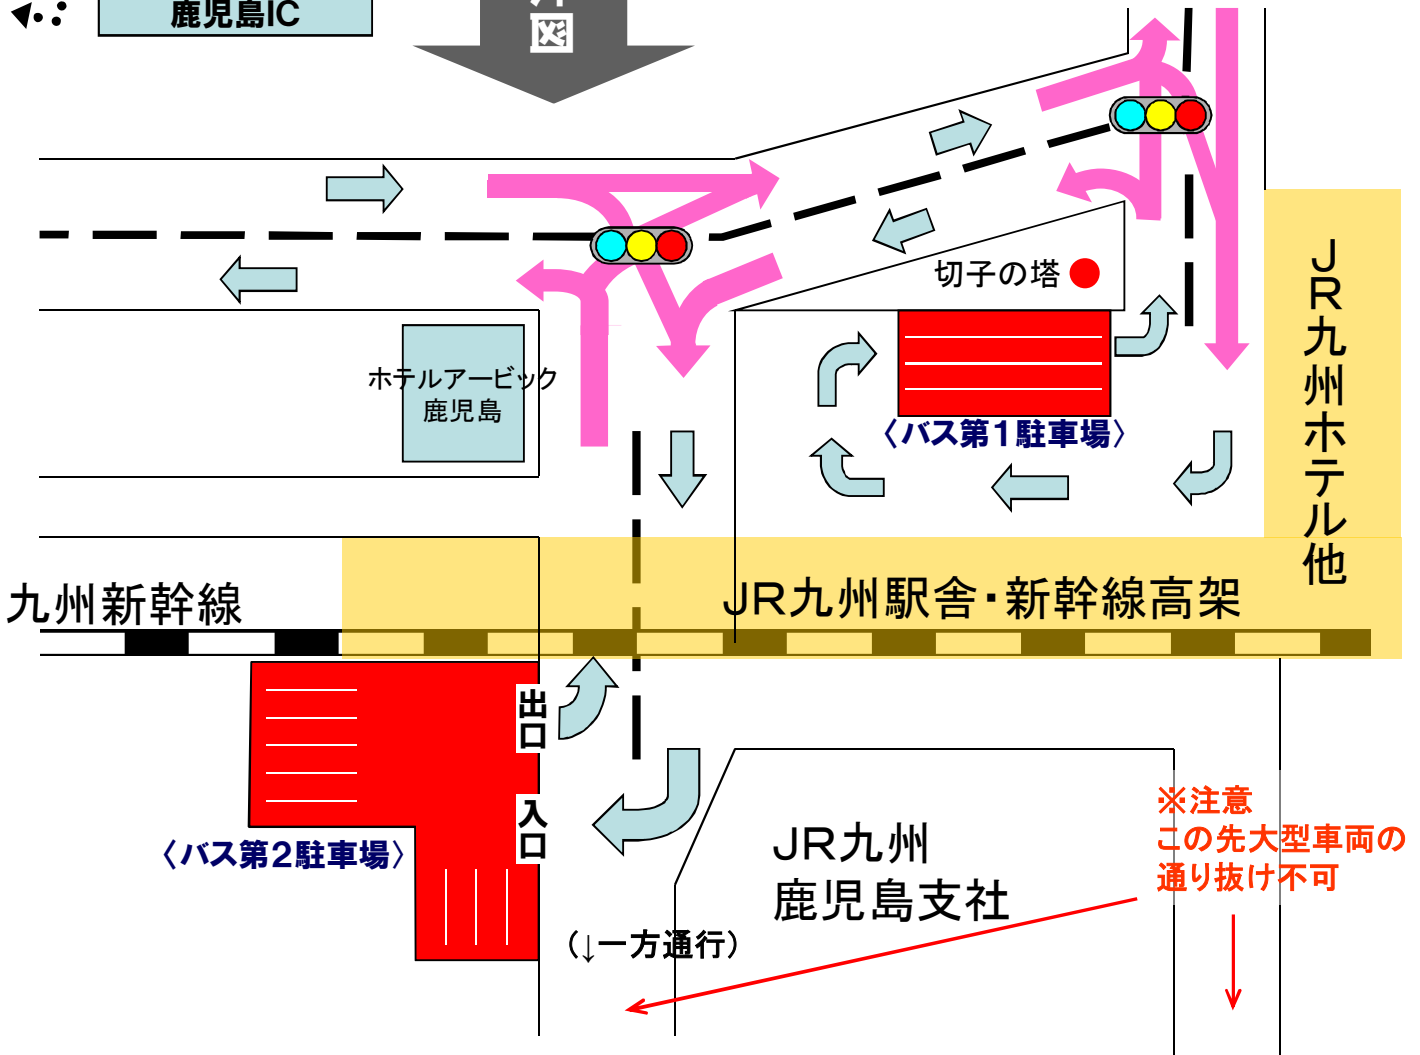 鹿児島IC
図
切子の塔
JR九州ホテル他
ホテルアービック
鹿児島
〈バス第1駐車場〉
九州新幹線
JR九州駅舎・新幹線高架
出口
入口
〈バス第2駐車場〉
JR九州
鹿児島支社
※注意
この先大型車両の
通り抜け不可
(↓一方通行)